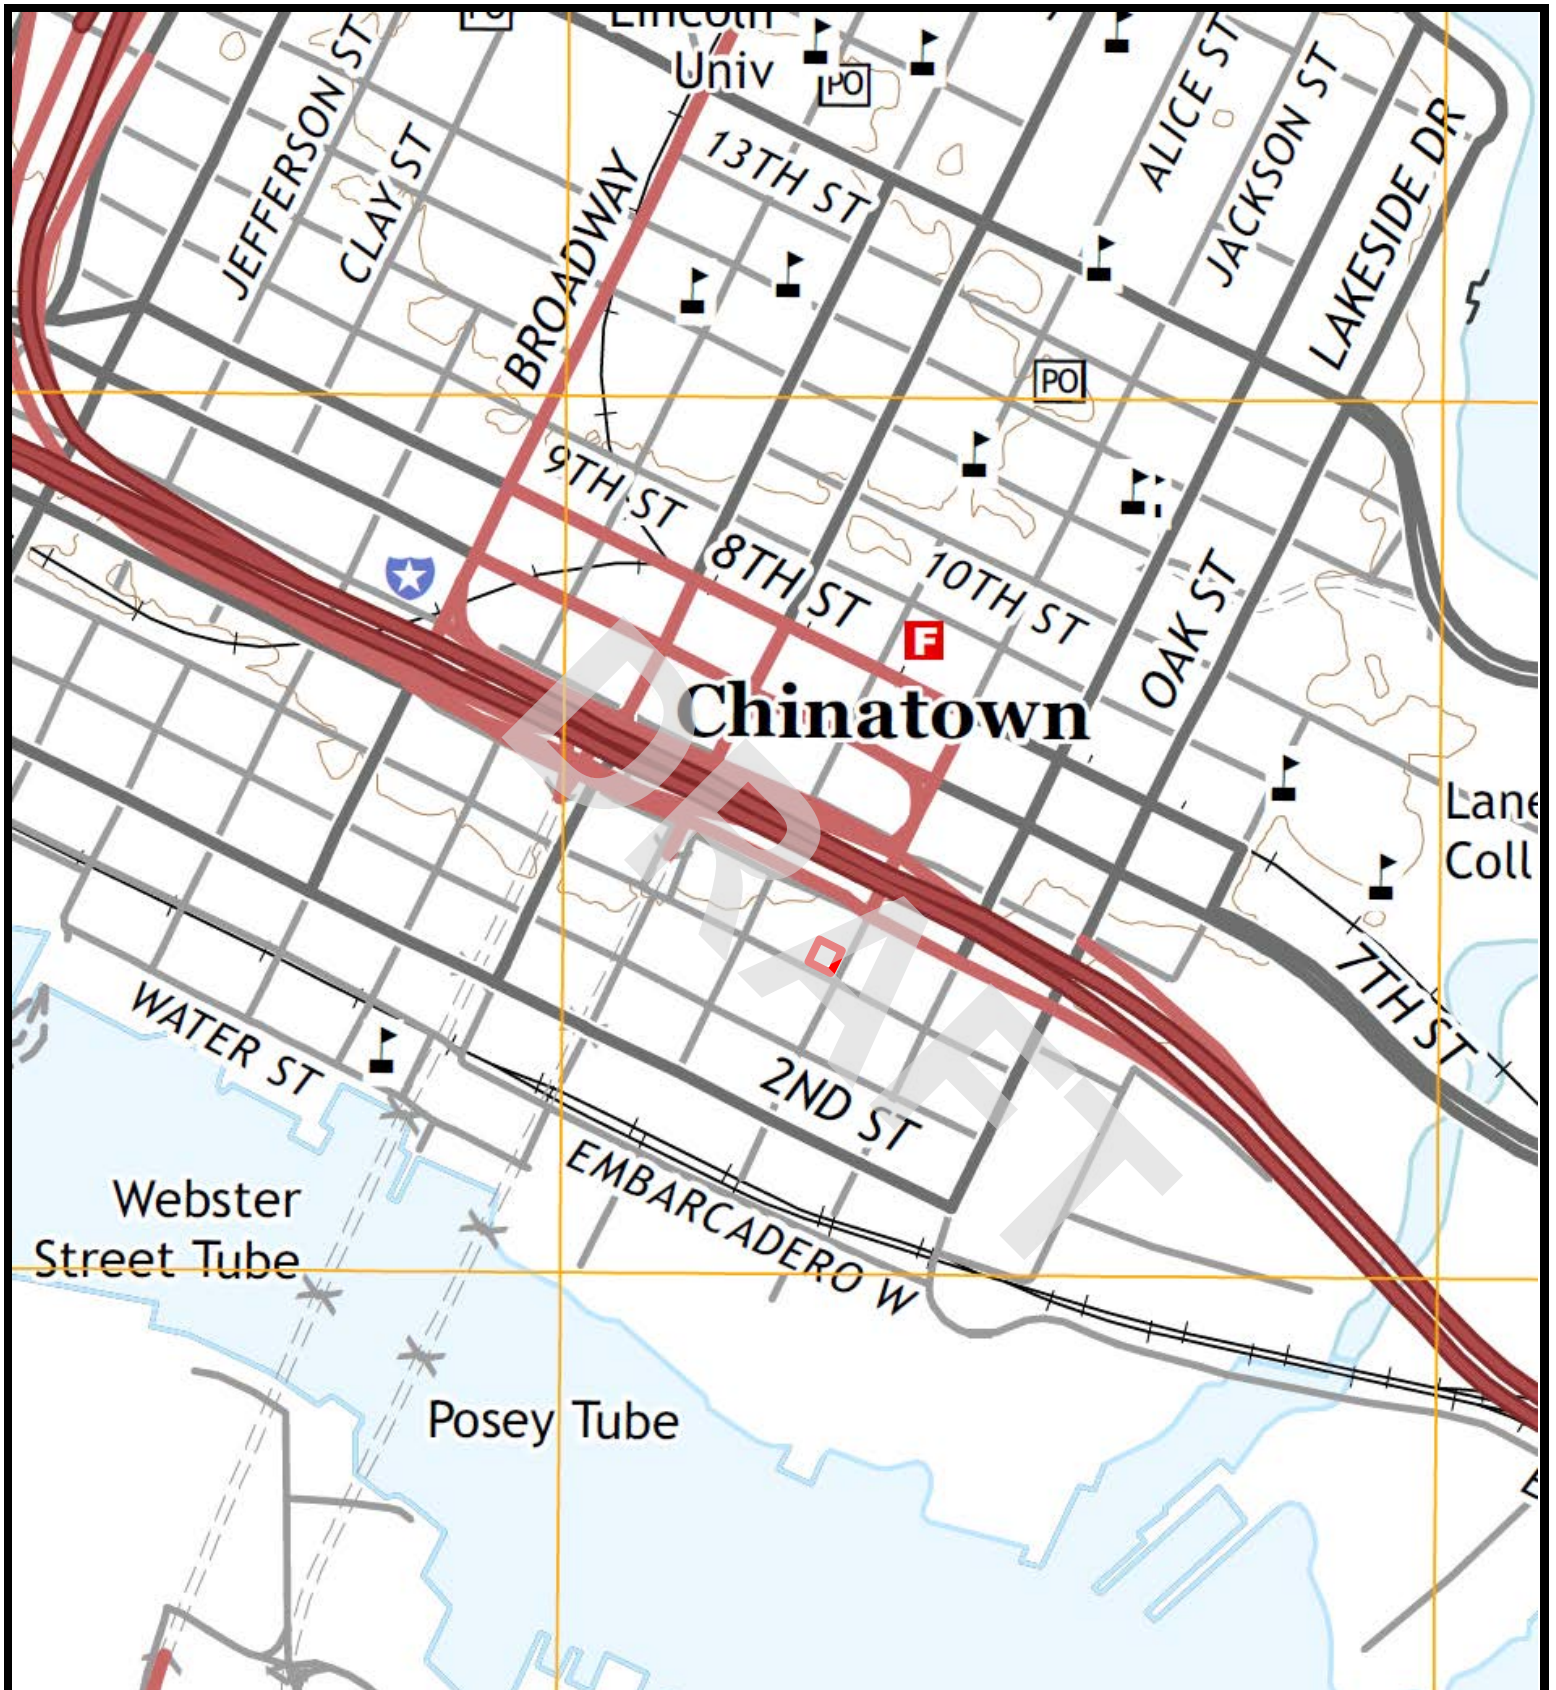 PO
Lincoln
Univ
PO
JEFFERSON ST
CLAY ST
BROADWAY
13TH ST
ALICE ST
JACKSON ST
LAKESIDE DR
PO
9TH ST
8TH ST
10TH ST
OAK ST
F
Chinatown
Lane
Coll
7TH ST
DRAFT
WATER ST
2ND ST
EMBARCADERO W
Webster
Street Tube
Posey Tube